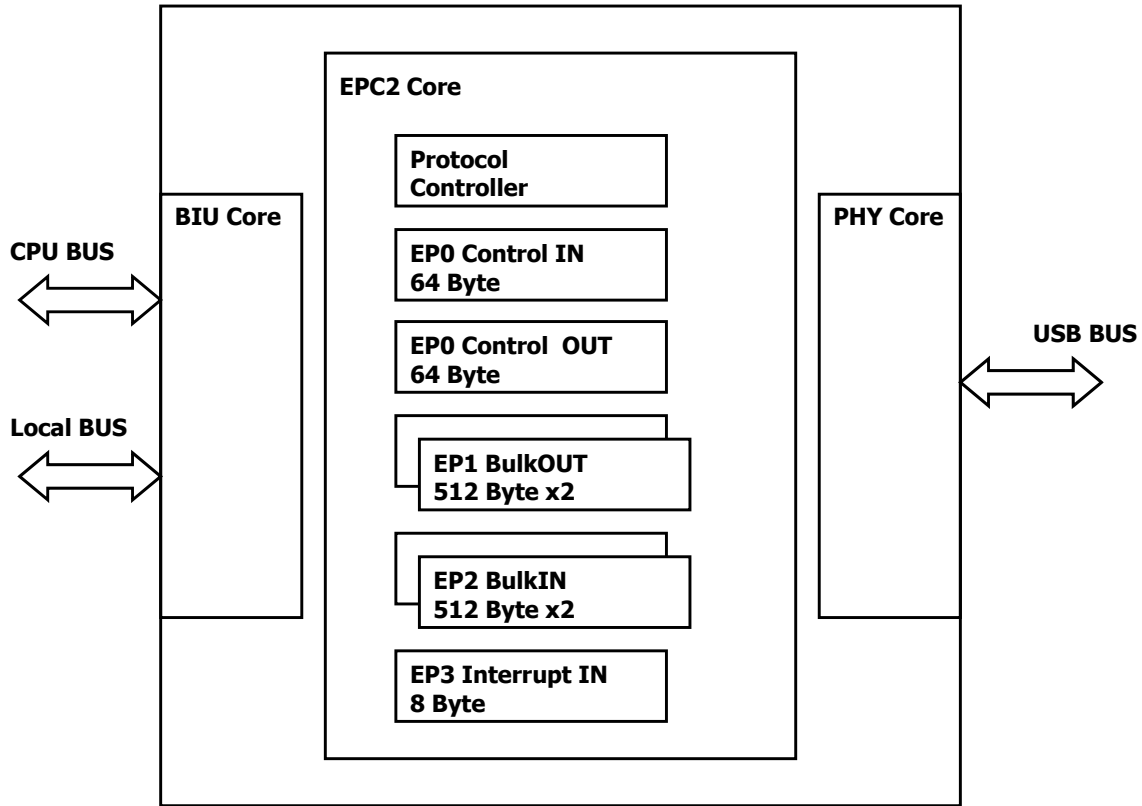 EPC2 Core
Protocol
Controller
BIU Core
PHY Core
CPU BUS
EP0 Control IN
64 Byte
EP0 Control  OUT
64 Byte
USB BUS
Local BUS
EP1 BulkOUT
512 Byte x2
EP2 BulkIN
512 Byte x2
EP3 Interrupt IN
8 Byte